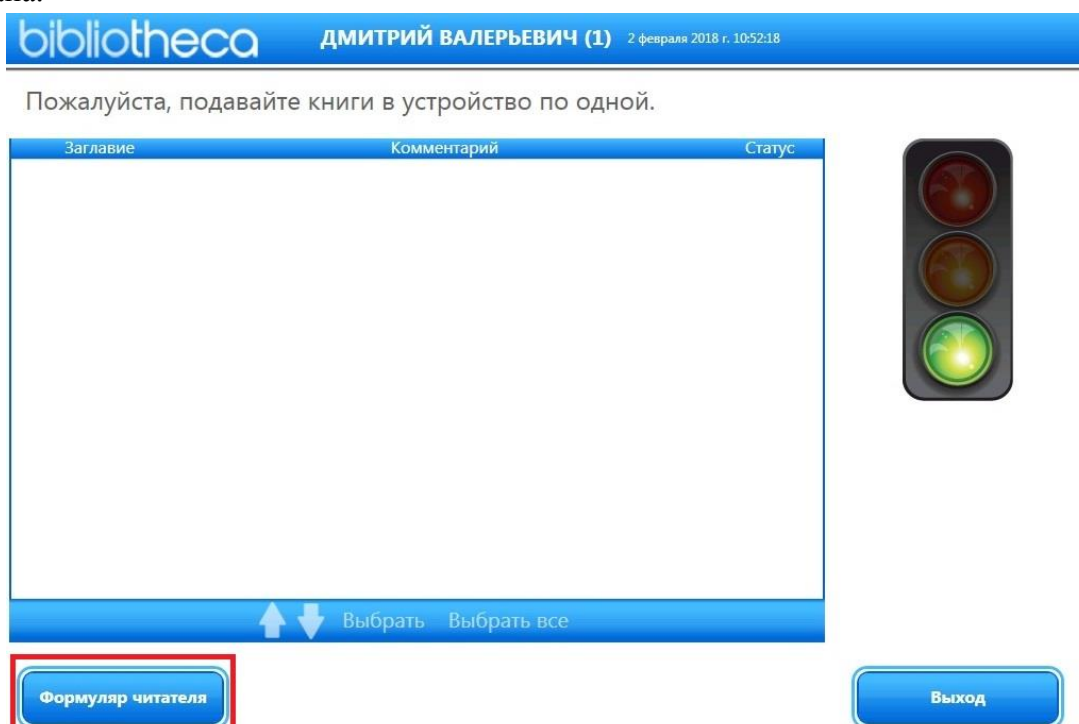 bibliotheca ДМИТРИЙ ВАЛЕРЬЕВИЧ (1) 2 февраля 2018 г. 10:52:18
Пожалуйста, подавайте книги в устройство по одной.
Заглавие Комментарий Статус
Выбрать Выбрать все
Формуляр читателя Выход